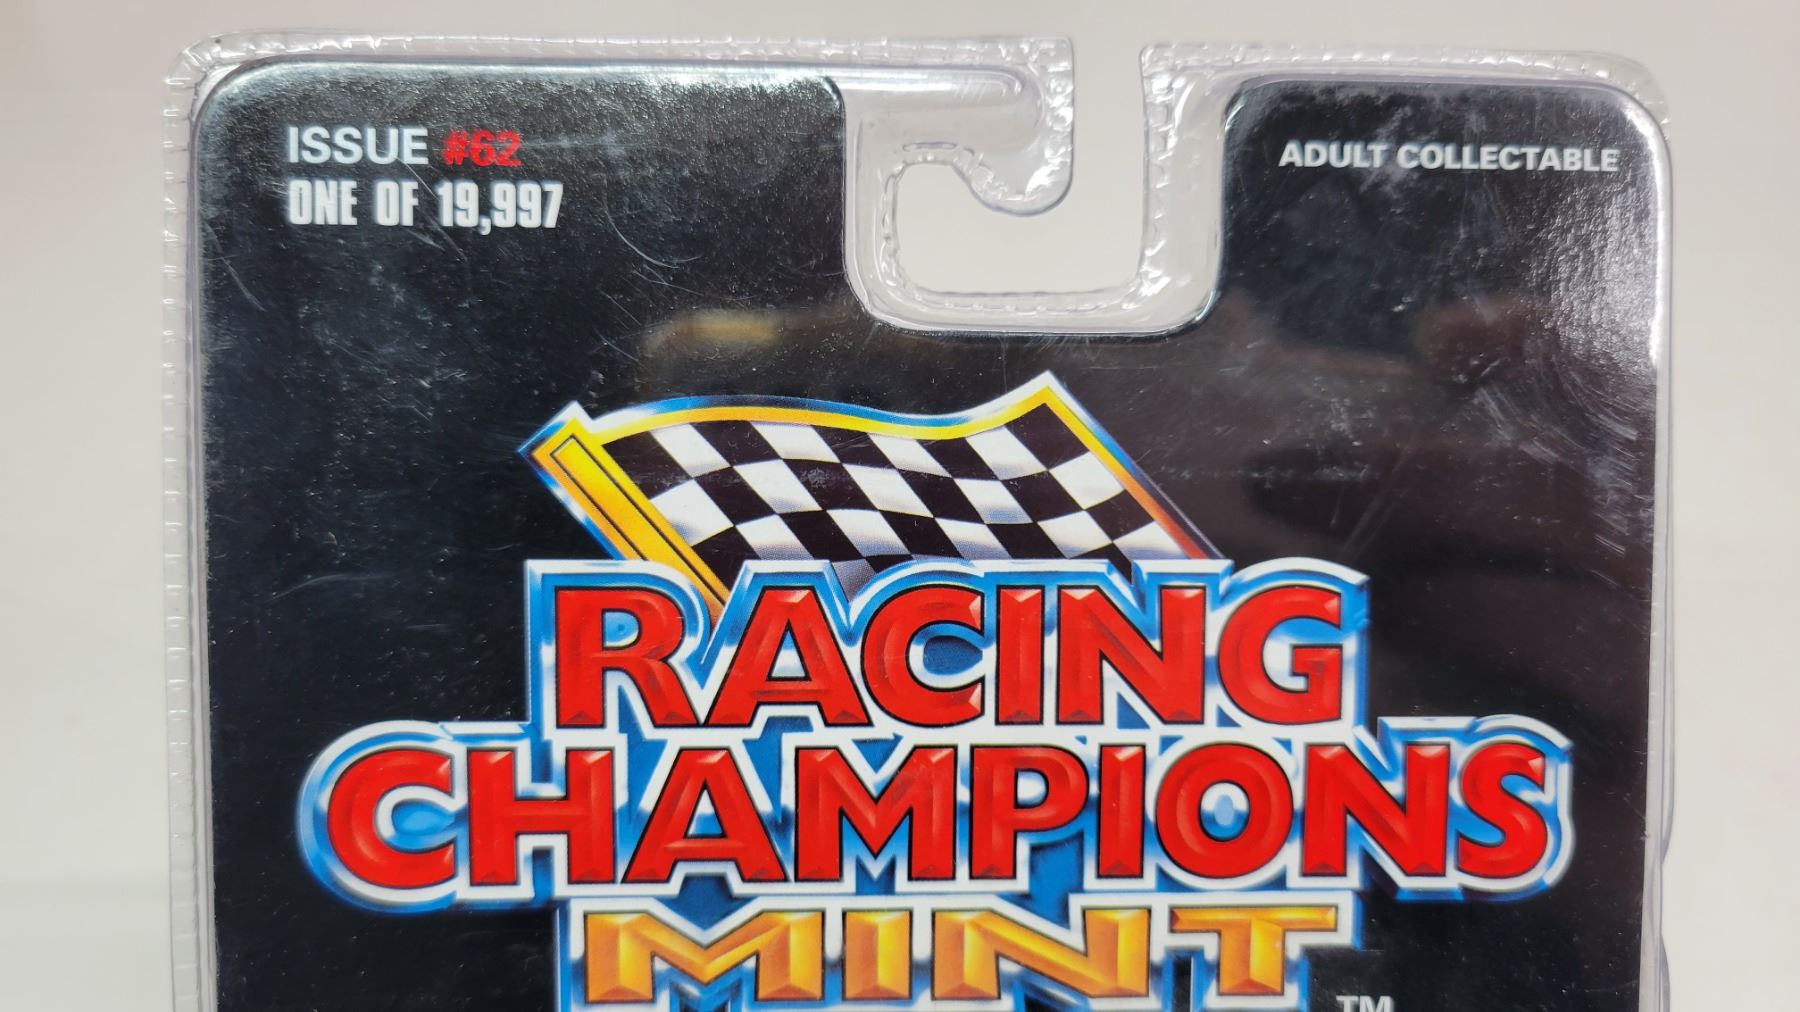 ISSUE #62
ONE OF 19,997
ADULT COLLECTABLE
RACING
CHAMPIONS
MINT
TM